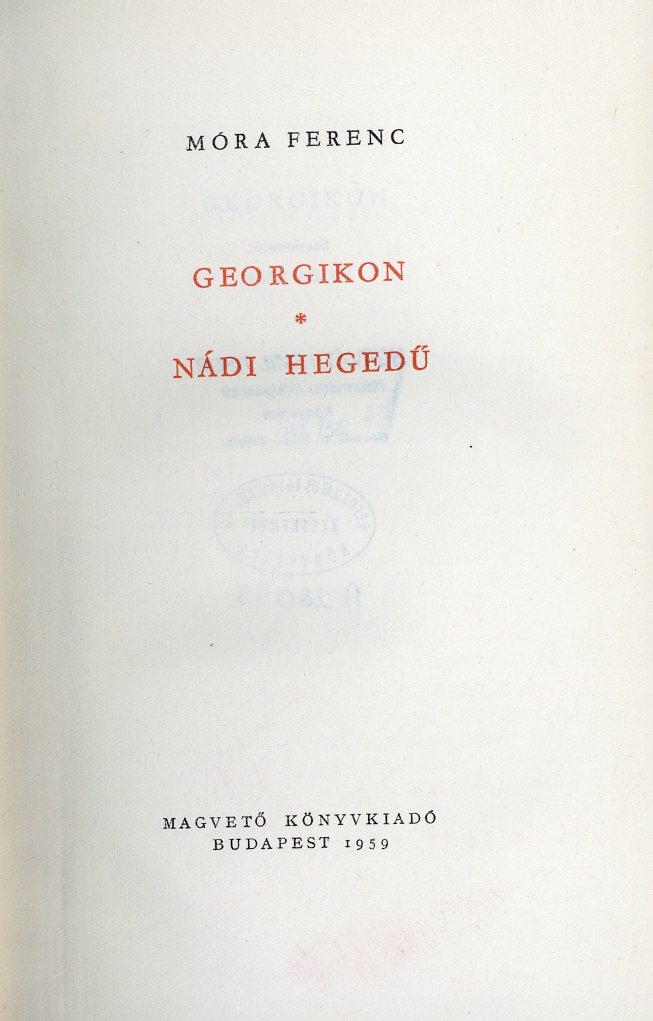 MÓRA FERENC
GEORGIKON
*
NÁDI HEGEDŰ
MAGVETŐ KÖNYVKIADÓ
BUDAPEST 1959